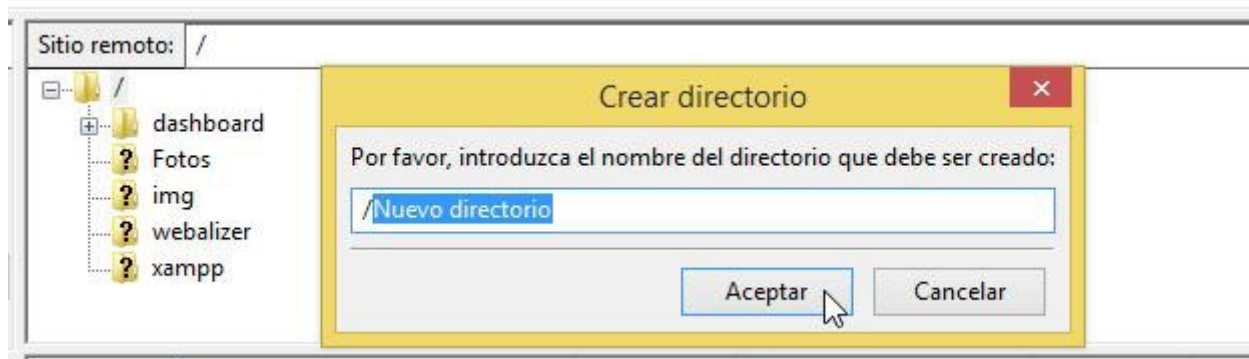 Sitio remoto: /
/
dashboard
Fotos
img
webalizer
xampp
Crear directorio
Por favor, introduzca el nombre del directorio que debe ser creado:
/Nuevo directorio
Aceptar Cancelar